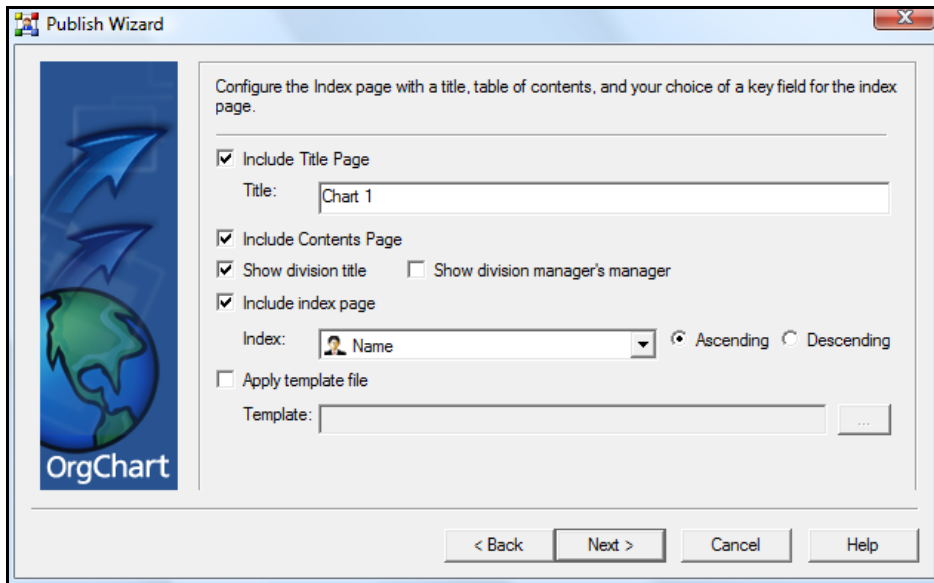 Publish Wizard
Configure the Index page with a title, table of contents, and your choice of a key field for the index
page.
Include Title Page
Title: Chart 1
Include Contents Page
Show division title Show division manager's manager
Include index page
Index: Name Ascending Descending
Apply template file
Template: ...
OrgChart
< Back Next > Cancel Help